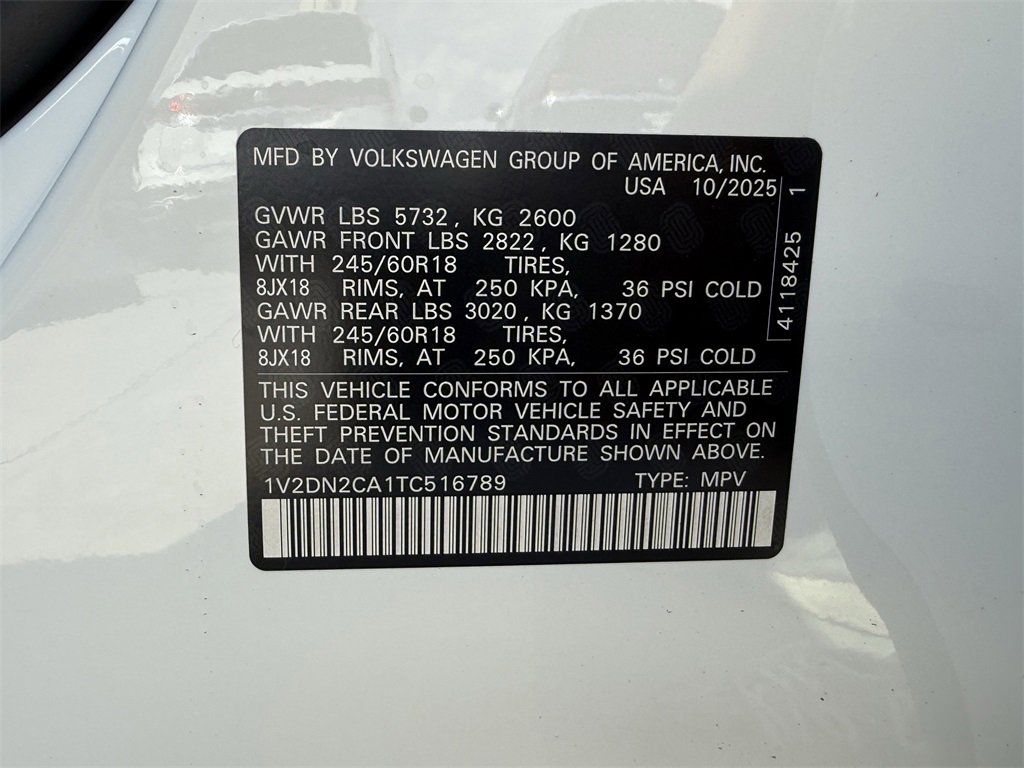 MFD BY VOLKSWAGEN GROUP OF AMERICA, INC.
USA 10/2025
GVWR LBS 5732, KG 2600
GAWR FRONT LBS 2822, KG 1280
WITH 245/60R18 TIRES,
8JX18 RIMS, AT 250 KPA, 36 PSI COLD
GAWR REAR LBS 3020, KG 1370
WITH 245/60R18 TIRES,
8JX18 RIMS, AT 250 KPA, 36 PSI COLD
4118425 1
THIS VEHICLE CONFORMS TO ALL APPLICABLE
U.S. FEDERAL MOTOR VEHICLE SAFETY AND
THEFT PREVENTION STANDARDS IN EFFECT ON
THE DATE OF MANUFACTURE SHOWN ABOVE.
1V2DN2CA1TC516789 TYPE: MPV